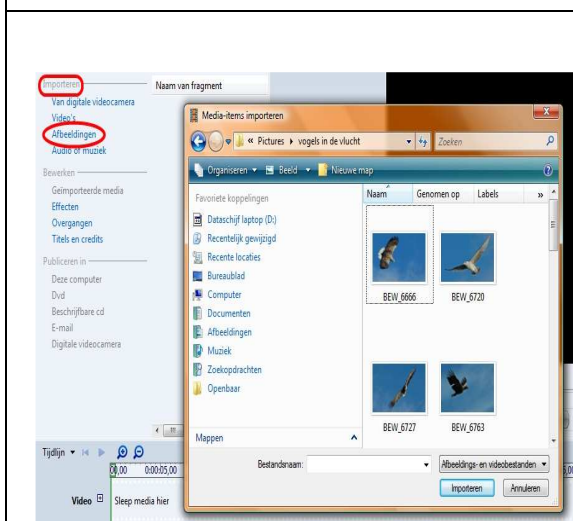 Importeren
Van digitale videocamera
Video's
Afbeeldingen
Audio of muziek
Bewerken
Geïmporteerde media
Effecten
Overgangen
Titels en credits
Publiceren in
Deze computer
Dvd
Beschrijfbare cd
E-mail
Digitale videocamera
Naam van fragment
Media-items importeren
« Pictures vogels in de vlucht
Zoeken
Organiseren Beeld Nieuwe map
Favoriete koppelingen
Dataschijf laptop (D:)
Recentelijk gewijzigd
Recente locaties
Bureaublad
Computer
Documenten
Afbeeldingen
Muziek
Zoekopdrachten
Openbaar
Mappen
Naam Genomen op Labels »
BEW_6666 BEW_6720
BEW_6727 BEW_6763
Bestandsnaam: Afbeeldings- en videobestanden
Importeren Annuleren
Tijdlijn
0:00:05,00
Video Sleep media hier